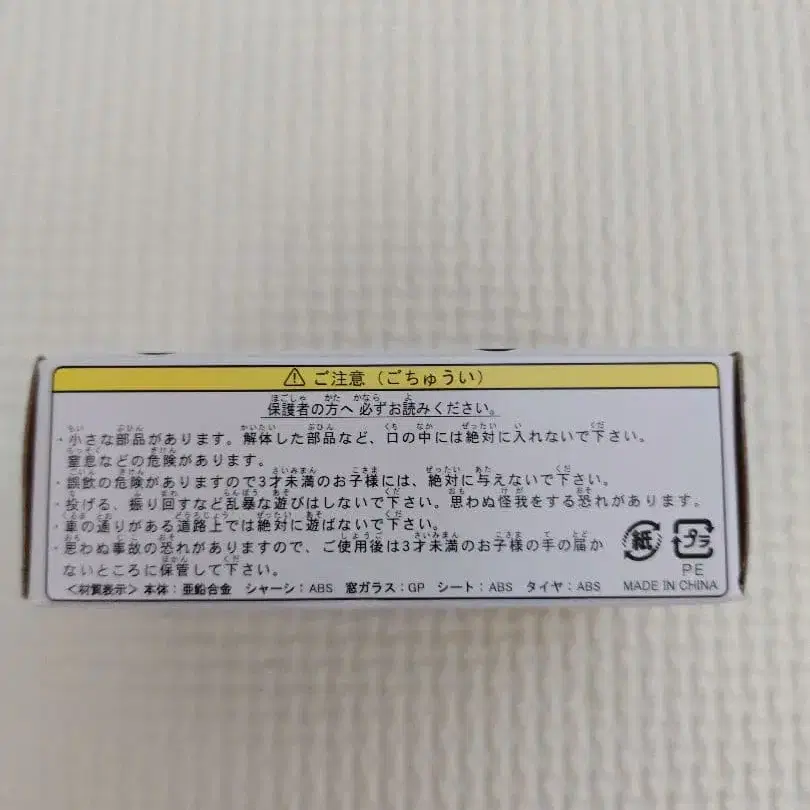 ⚠ ご注意（ごちゅうい）
保護者の方へ 必ずお読みください。
・小さな部品があります。解体した部品など、口の中には絶対に入れないで下さい。
窒息などの危険があります。
・誤飲の危険がありますので3才未満のお子様には、絶対に与えないで下さい。
・投げる、振り回すなど乱暴な遊びはしないで下さい。思わぬ怪我をする恐れがあります。
・車の通りがある道路上では絶対に遊ばないで下さい。
・思わぬ事故の恐れがありますので、ご使用後は3才未満のお子様の手の届か
ないところに保管して下さい。
＜材質表示＞本体：亜鉛合金 シャーシ：ABS 窓ガラス：GP シート：ABS タイヤ：ABS
紙
プラ
PE
MADE IN CHINA